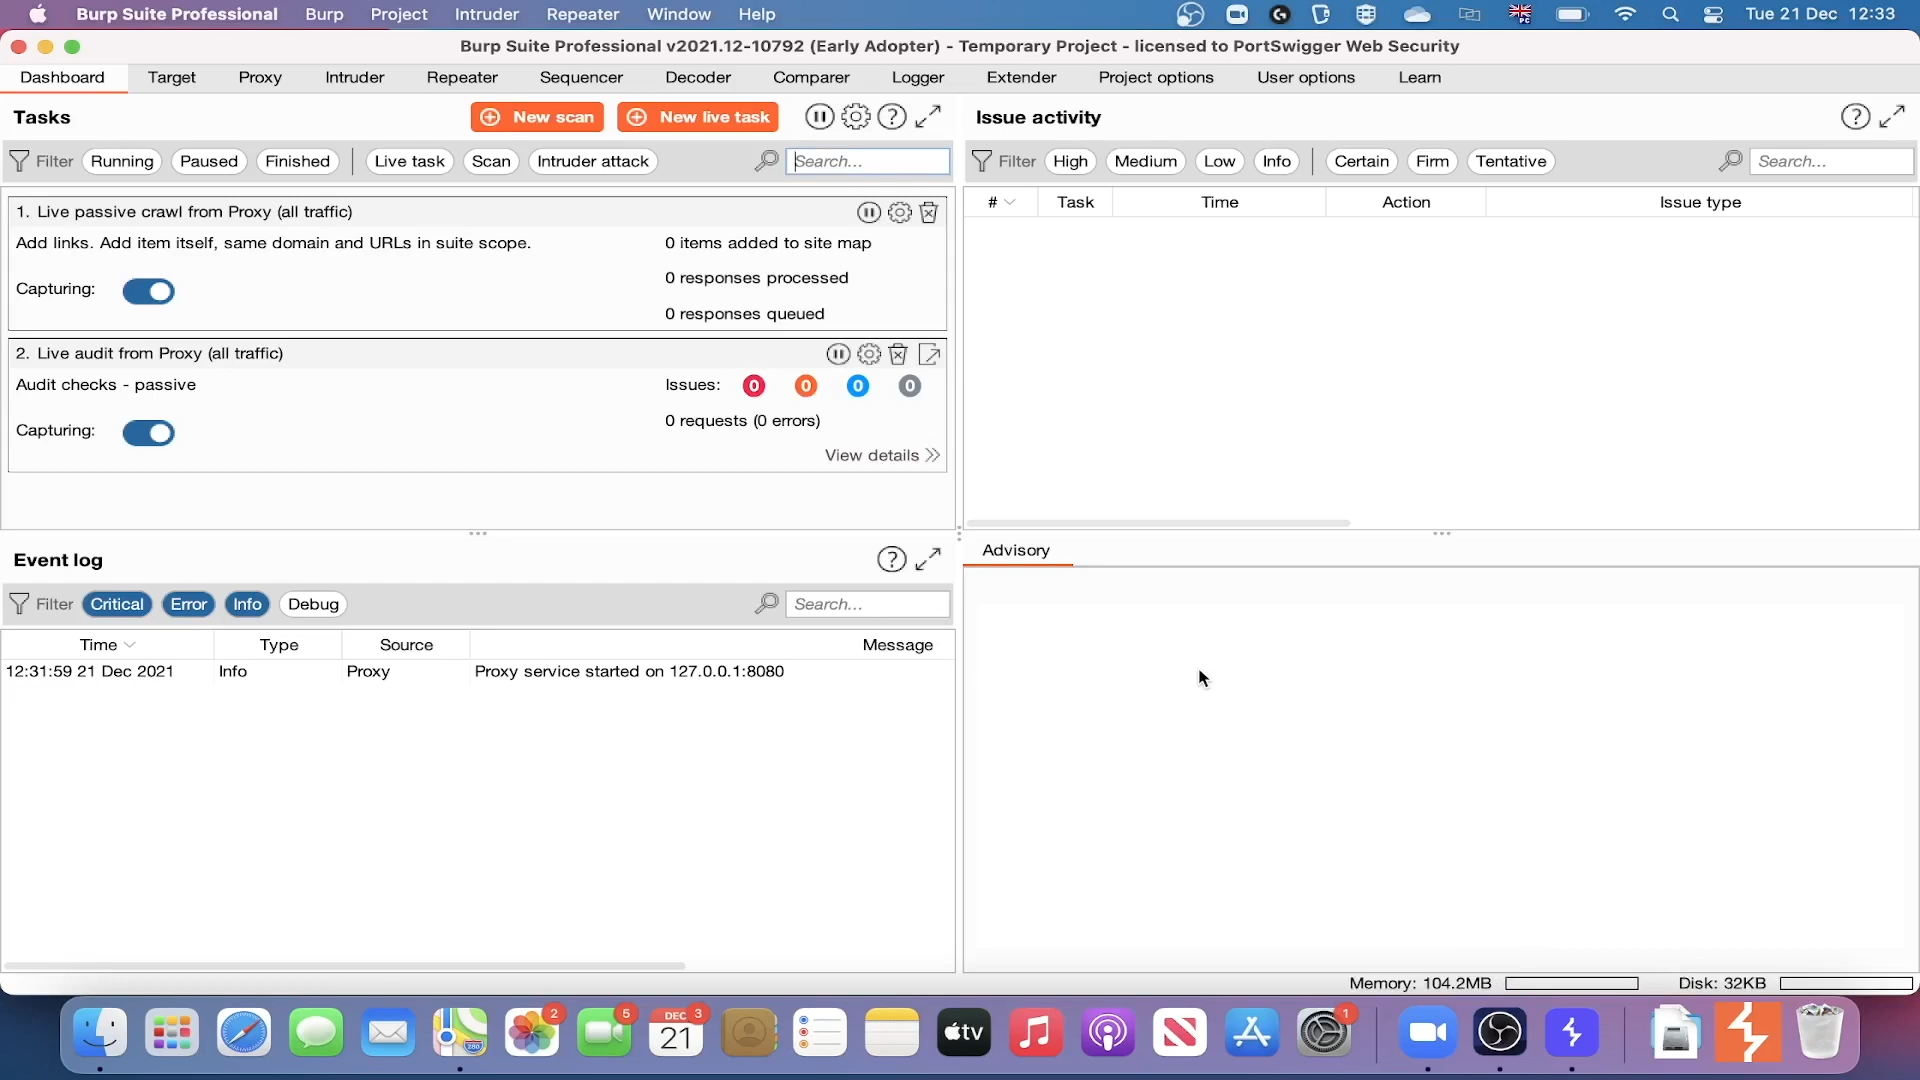 Burp Suite Professional Burp Project Intruder Repeater Window Help Tue 21 Dec 12:33
Burp Suite Professional v2021.12-10792 (Early Adopter) - Temporary Project - licensed to PortSwigger Web Security
Dashboard Target Proxy Intruder Repeater Sequencer Decoder Comparer Logger Extender Project options User options Learn
Tasks New scan New live task
Filter Running Paused Finished Live task Scan Intruder attack Search...
1. Live passive crawl from Proxy (all traffic)
Add links. Add item itself, same domain and URLs in suite scope. 0 items added to site map
0 responses processed
Capturing:
0 responses queued
2. Live audit from Proxy (all traffic)
Audit checks - passive Issues: 0 0 0 0
0 requests (0 errors)
Capturing:
View details
Issue activity
Filter High Medium Low Info Certain Firm Tentative Search...
# Task Time Action Issue type
Event log
Filter Critical Error Info Debug Search...
Time Type Source Message
12:31:59 21 Dec 2021 Info Proxy Proxy service started on 127.0.0.1:8080
Advisory
Memory: 104.2MB Disk: 32KB
2 5 DEC 3 21 tv 1
280